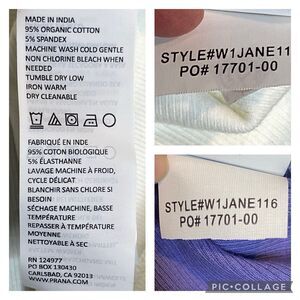 MADE IN INDIA
95% ORGANIC COTTON
5% SPANDEX
MACHINE WASH COLD GENTLE
NON CHLORINE BLEACH WHEN
NEEDED
TUMBLE DRY LOW
IRON WARM
DRY CLEANABLE
FABRIQUÉ EN INDE
95% COTON BIOLOGIQUE
5% ÉLASTHANNE
LAVAGE MACHINE À FROID,
CYCLE DÉLICAT
BLANCHIR SANS CHLORE SI
BESOIN
SÉCHAGE MACHINE, BASSE
TEMPÉRATURE
REPASSER À TEMPÉRATURE
MOYENNE
NETTOYABLE À SEC
RN 124977
PO BOX 130430
CARLSBAD, CA 92013
WWW.PRANA.COM
STYLE#W1JANE11
PO# 17701-00
STYLE#W1JANE116
PO# 17701-00
PIC•COLLAGE